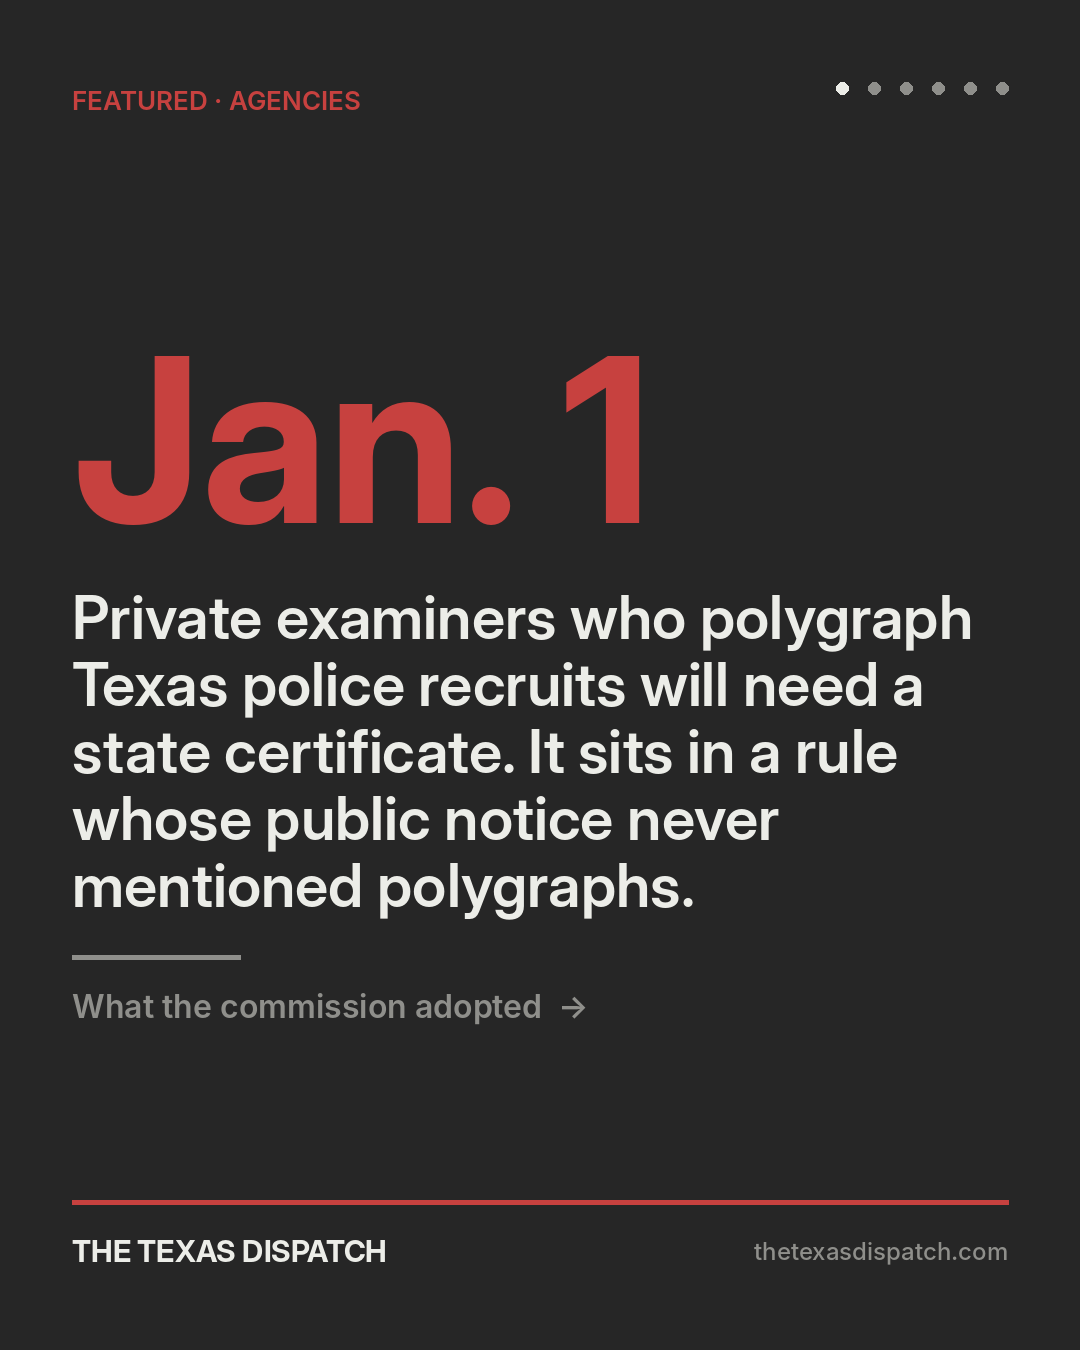 FEATURED · AGENCIES
Jan. 1
Private examiners who polygraph
Texas police recruits will need a
state certificate. It sits in a rule
whose public notice never
mentioned polygraphs.
What the commission adopted →
THE TEXAS DISPATCH
thetexasdispatch.com